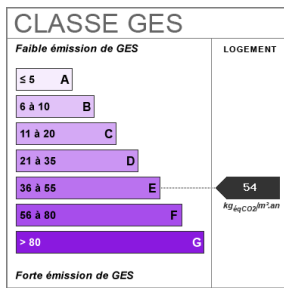 CLASSE GES
Faible émission de GES
LOGEMENT
≤ 5 A
6 à 10 B
11 à 20 C
21 à 35 D
36 à 55 E
54
kgéqCO2/m².an
56 à 80 F
> 80 G
Forte émission de GES